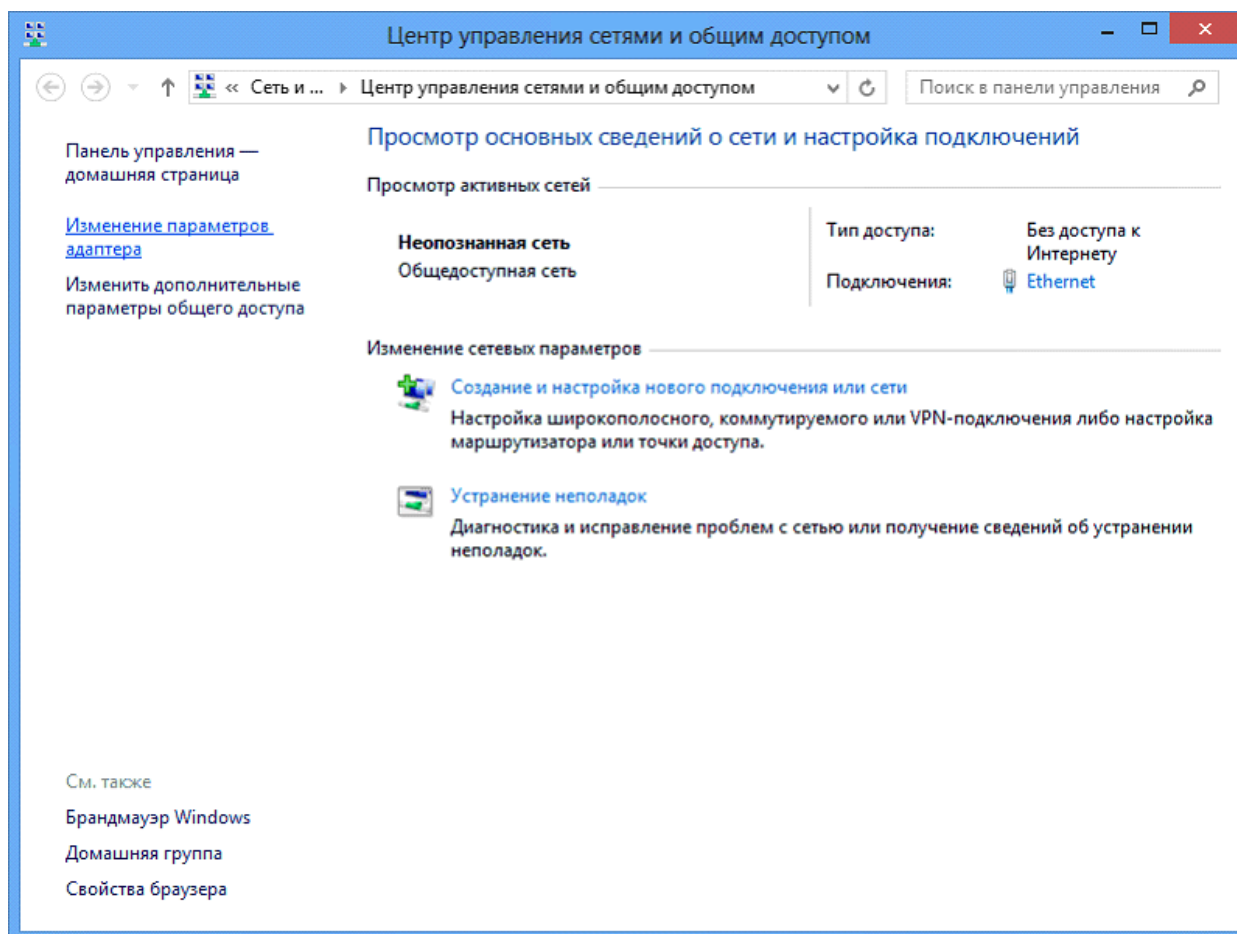 Центр управления сетями и общим доступом
« Сеть и ... Центр управления сетями и общим доступом
Поиск в панели управления
Панель управления —
домашняя страница
Изменение параметров
адаптера
Изменить дополнительные
параметры общего доступа
Просмотр основных сведений о сети и настройка подключений
Просмотр активных сетей
Неопознанная сеть
Общедоступная сеть
Тип доступа: Без доступа к
Интернету
Подключения: Ethernet
Изменение сетевых параметров
Создание и настройка нового подключения или сети
Настройка широкополосного, коммутируемого или VPN-подключения либо настройка
маршрутизатора или точки доступа.
Устранение неполадок
Диагностика и исправление проблем с сетью или получение сведений об устранении
неполадок.
См. также
Брандмауэр Windows
Домашняя группа
Свойства браузера